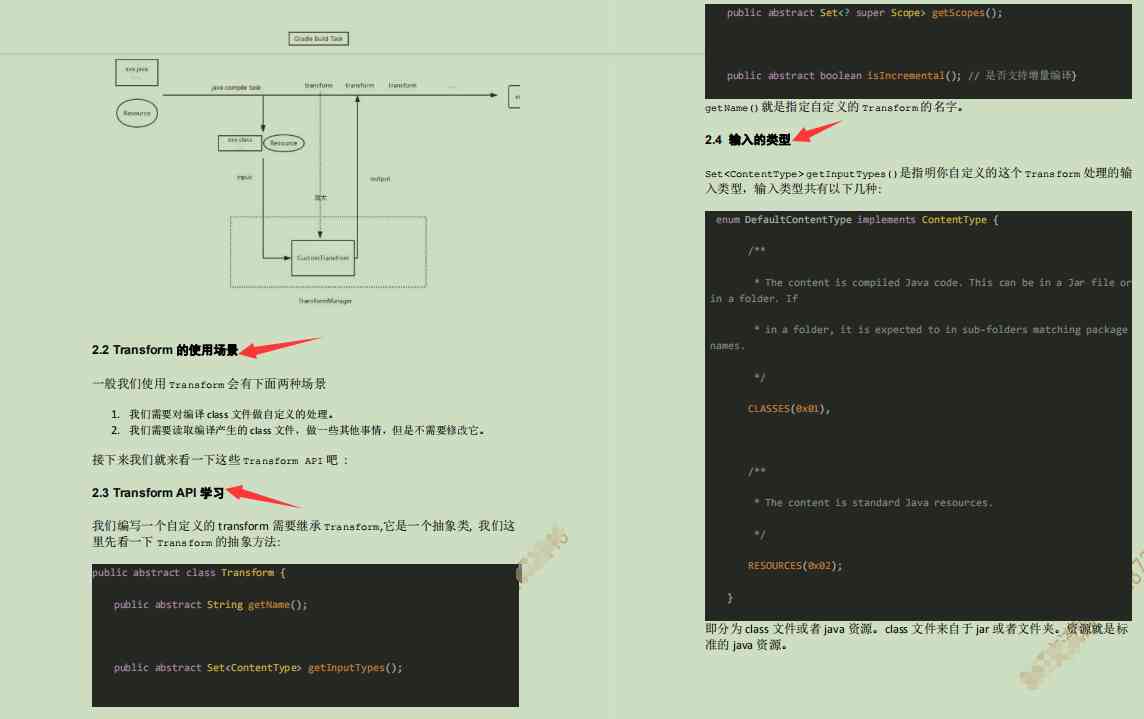 Gradle Build Task
xxx.java
Resource
java compile task
transform
transform
transform
xxx.class
Resource
input
output
CustomTransfrom
TransformManager
2.2 Transform 的使用场景
一般我们使用 Transform 会有下面两种场景
1. 我们需要对编译 class 文件做自定义的处理。
2. 我们需要读取编译产生的 class 文件，做一些其他事情，但是不需要修改它。
接下来我们就来看一下这些 Transform API 吧 ：
2.3 Transform API 学习
我们编写一个自定义的 transform 需要继承 Transform,它是一个抽象类, 我们这
里先看一下 Transform 的抽象方法:
public abstract class Transform {
public abstract String getName();
public abstract Set<ContentType> getInputTypes();
public abstract Set<? super Scope> getScopes();
public abstract boolean isIncremental(); // 是否支持增量编译}
getName()就是指定自定义的 Transform 的名字。
2.4 输入的类型
Set<ContentType> getInputTypes()是指明你自定义的这个 Transform 处理的输
入类型，输入类型共有以下几种:
enum DefaultContentType implements ContentType {
/**
* The content is compiled Java code. This can be in a Jar file or
in a folder. If
* in a folder, it is expected to in sub-folders matching package
names.
*/
CLASSES(0x01),
/**
* The content is standard Java resources.
*/
RESOURCES(0x02);
}
即分为 class 文件或者 java 资源。class 文件来自于 jar 或者文件夹。资源就是标
准的 java 资源。